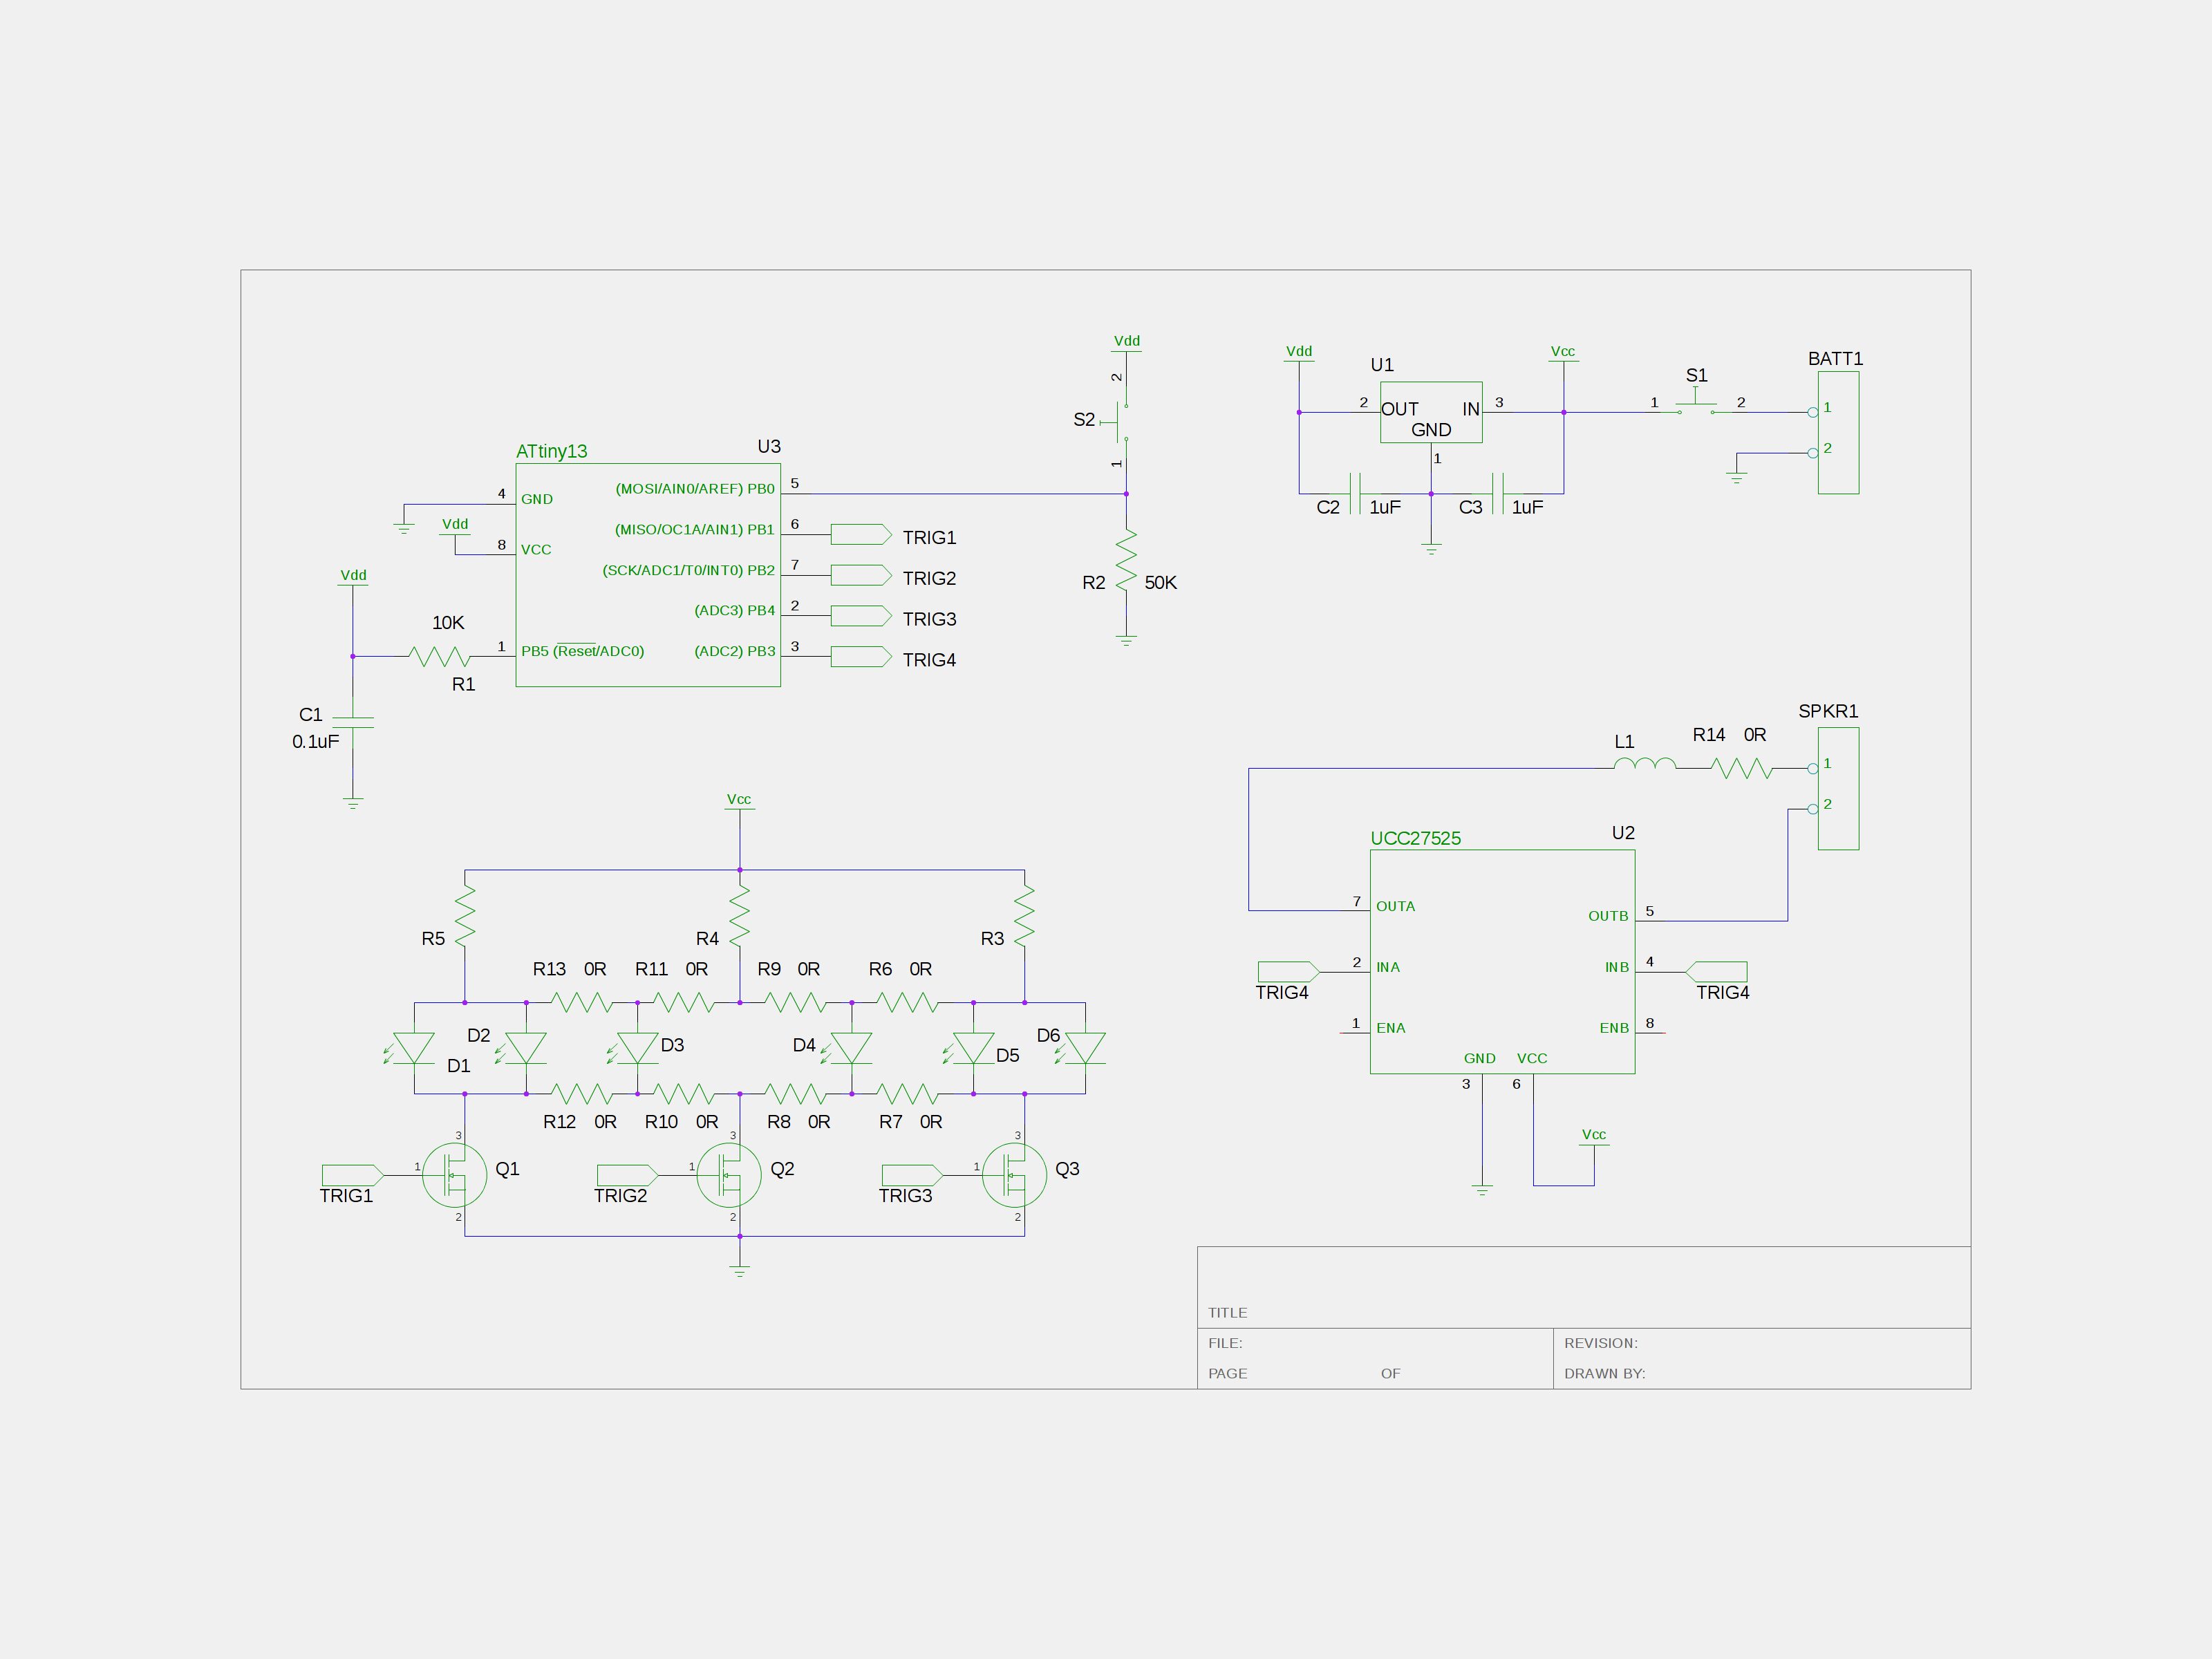 ATtiny13
U3
4
GND
Vdd
8
VCC
Vdd
10K
1
PB5 (Reset/ADC0)
R1
C1
0.1uF
(MOSI/AIN0/AREF) PB0
5
(MISO/OC1A/AIN1) PB1
6
TRIG1
(SCK/ADC1/T0/INT0) PB2
7
TRIG2
(ADC3) PB4
2
TRIG3
(ADC2) PB3
3
TRIG4
Vdd
2
S2
1
R2
50K
Vdd
U1
Vcc
2
OUT
IN
3
GND
1
C2
1uF
C3
1uF
S1
1
2
BATT1
1
2
SPKR1
L1
R14
0R
1
2
UCC27525
U2
7
OUTA
OUTB
5
2
INA
INB
4
TRIG4
TRIG4
1
ENA
ENB
8
GND
VCC
3
6
Vcc
Vcc
R5
R4
R3
R13
0R
R11
0R
R9
0R
R6
0R
D1
D2
D3
D4
D5
D6
R12
0R
R10
0R
R8
0R
R7
0R
3
1
Q1
TRIG1
2
3
1
Q2
TRIG2
2
3
1
Q3
TRIG3
2
TITLE
FILE:
REVISION:
PAGE
OF
DRAWN BY: